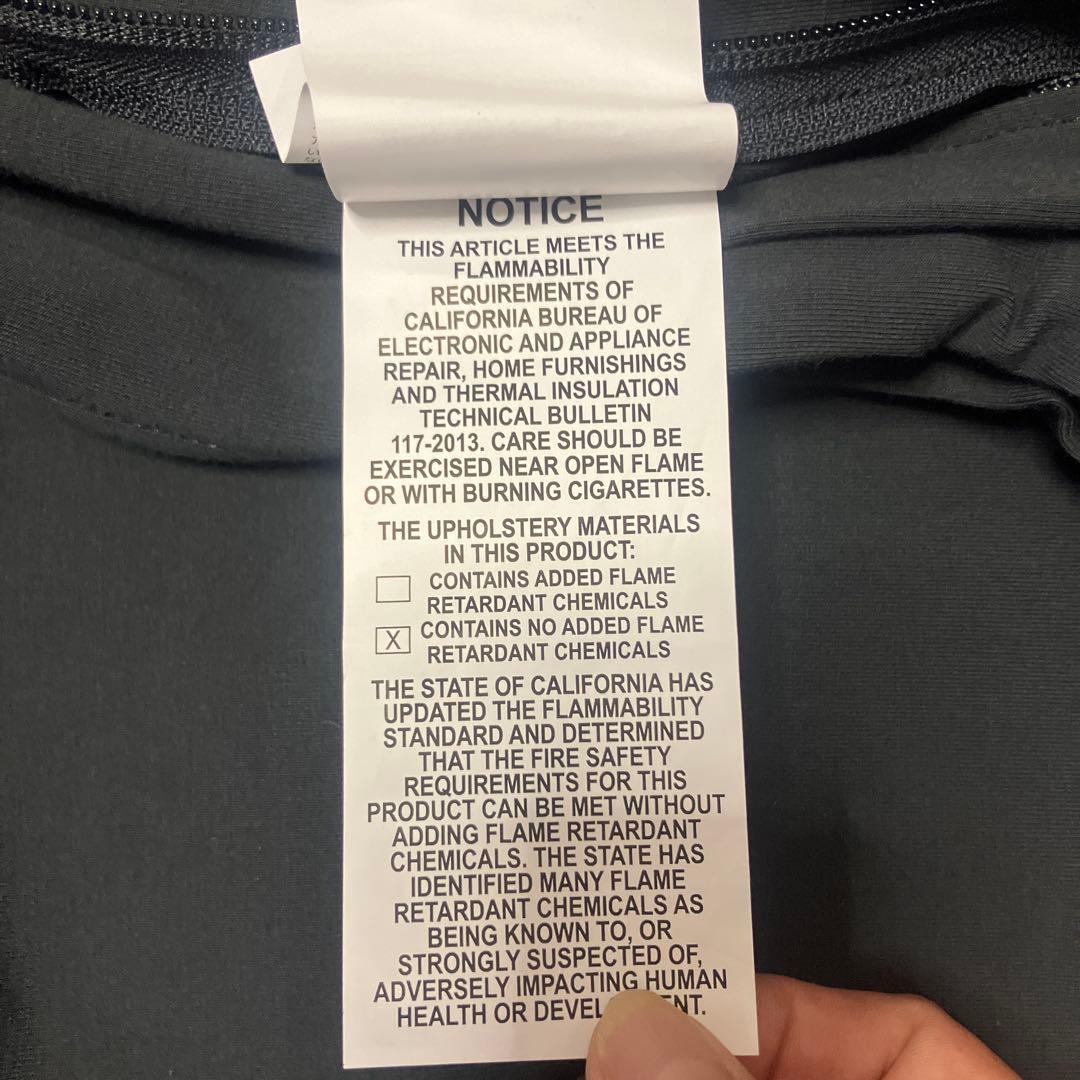 NOTICE
THIS ARTICLE MEETS THE
FLAMMABILITY
REQUIREMENTS OF
CALIFORNIA BUREAU OF
ELECTRONIC AND APPLIANCE
REPAIR, HOME FURNISHINGS
AND THERMAL INSULATION
TECHNICAL BULLETIN
117-2013. CARE SHOULD BE
EXERCISED NEAR OPEN FLAME
OR WITH BURNING CIGARETTES.
THE UPHOLSTERY MATERIALS
IN THIS PRODUCT:
CONTAINS ADDED FLAME
RETARDANT CHEMICALS
X CONTAINS NO ADDED FLAME
RETARDANT CHEMICALS
THE STATE OF CALIFORNIA HAS
UPDATED THE FLAMMABILITY
STANDARD AND DETERMINED
THAT THE FIRE SAFETY
REQUIREMENTS FOR THIS
PRODUCT CAN BE MET WITHOUT
ADDING FLAME RETARDANT
CHEMICALS. THE STATE HAS
IDENTIFIED MANY FLAME
RETARDANT CHEMICALS AS
BEING KNOWN TO, OR
STRONGLY SUSPECTED OF,
ADVERSELY IMPACTING HUMAN
HEALTH OR